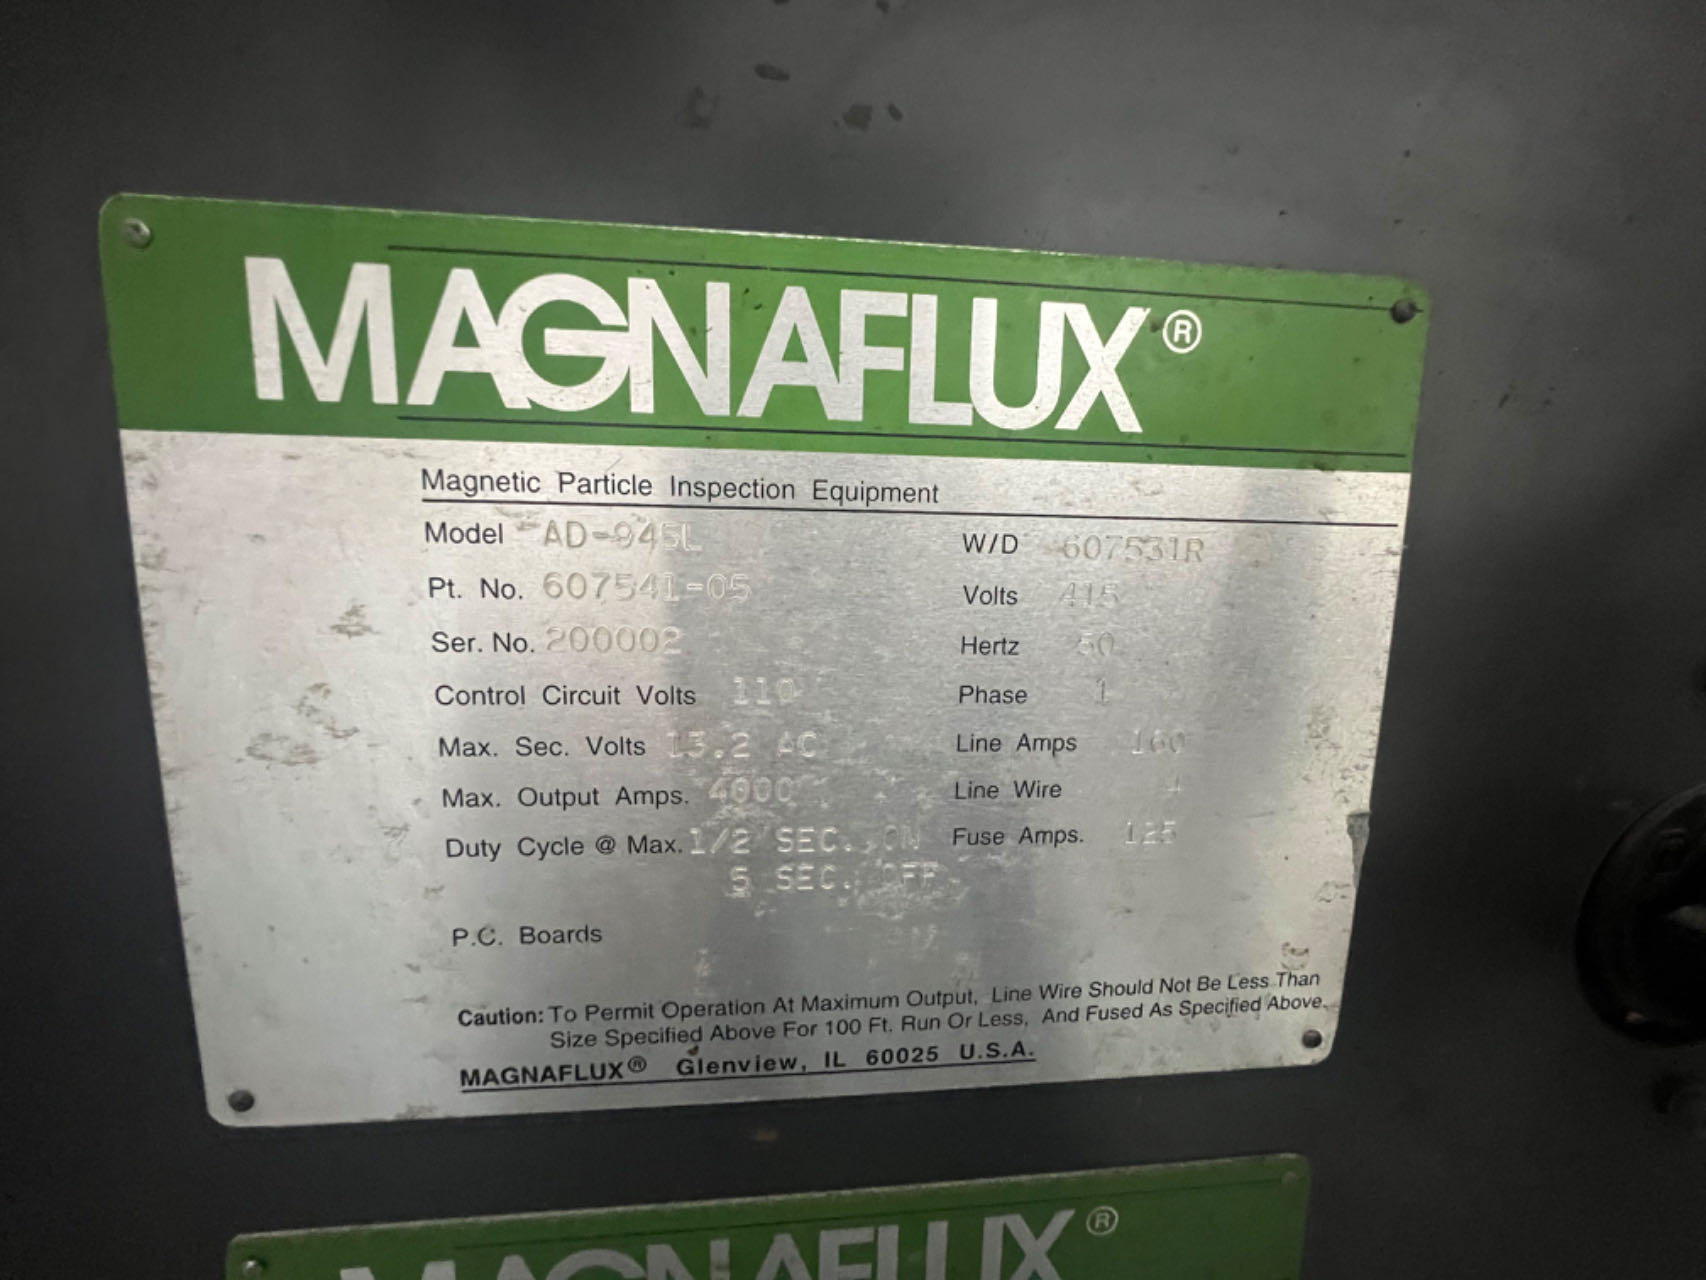 MAGNAFLUX®
Magnetic Particle Inspection Equipment
Model AD-945L
W/D 607531R
Pt. No. 607541-05
Volts 415
Ser. No. 200002
Hertz 50
Control Circuit Volts 110
Phase 1
Max. Sec. Volts 13.2 AC
Line Amps 160
Max. Output Amps. 4000
Line Wire
Duty Cycle @ Max. 1/2 SEC. ON
Fuse Amps. 125
5 SEC. OFF
P.C. Boards
Caution: To Permit Operation At Maximum Output, Line Wire Should Not Be Less Than
Size Specified Above For 100 Ft. Run Or Less, And Fused As Specified Above.
MAGNAFLUX® Glenview, IL 60025 U.S.A.
MAGNAFLUX®